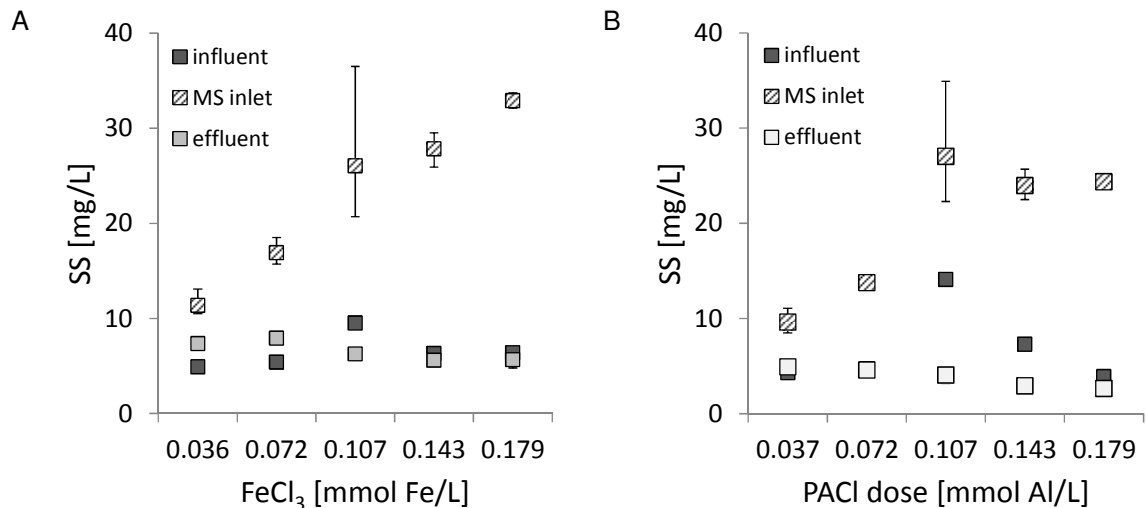 A
SS [mg/L]
40
30
20
10
0
influent
MS inlet
effluent
0.036 0.072 0.107 0.143 0.179
FeCl₃ [mmol Fe/L]
B
SS [mg/L]
40
30
20
10
0
influent
MS inlet
effluent
0.037 0.072 0.107 0.143 0.179
PACl dose [mmol Al/L]